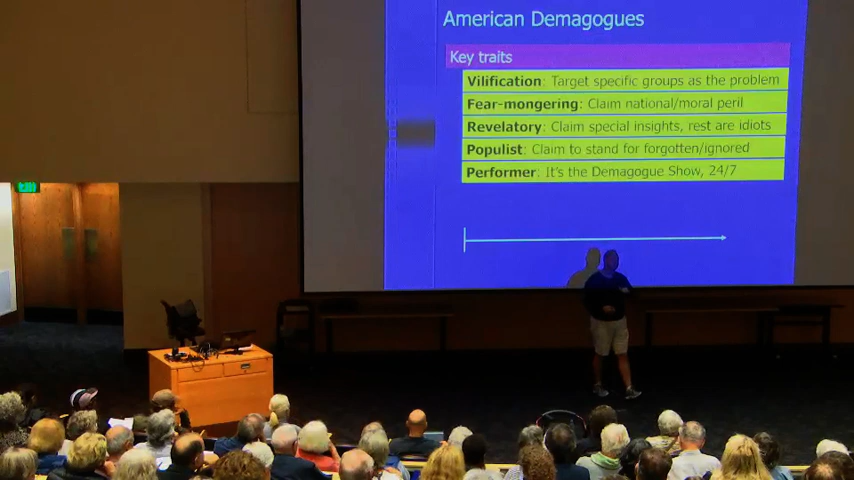 American Demagogues
Key traits
Vilification: Target specific groups as the problem
Fear-mongering: Claim national/moral peril
Revelatory: Claim special insights, rest are idiots
Populist: Claim to stand for forgotten/ignored
Performer: It's the Demagogue Show, 24/7